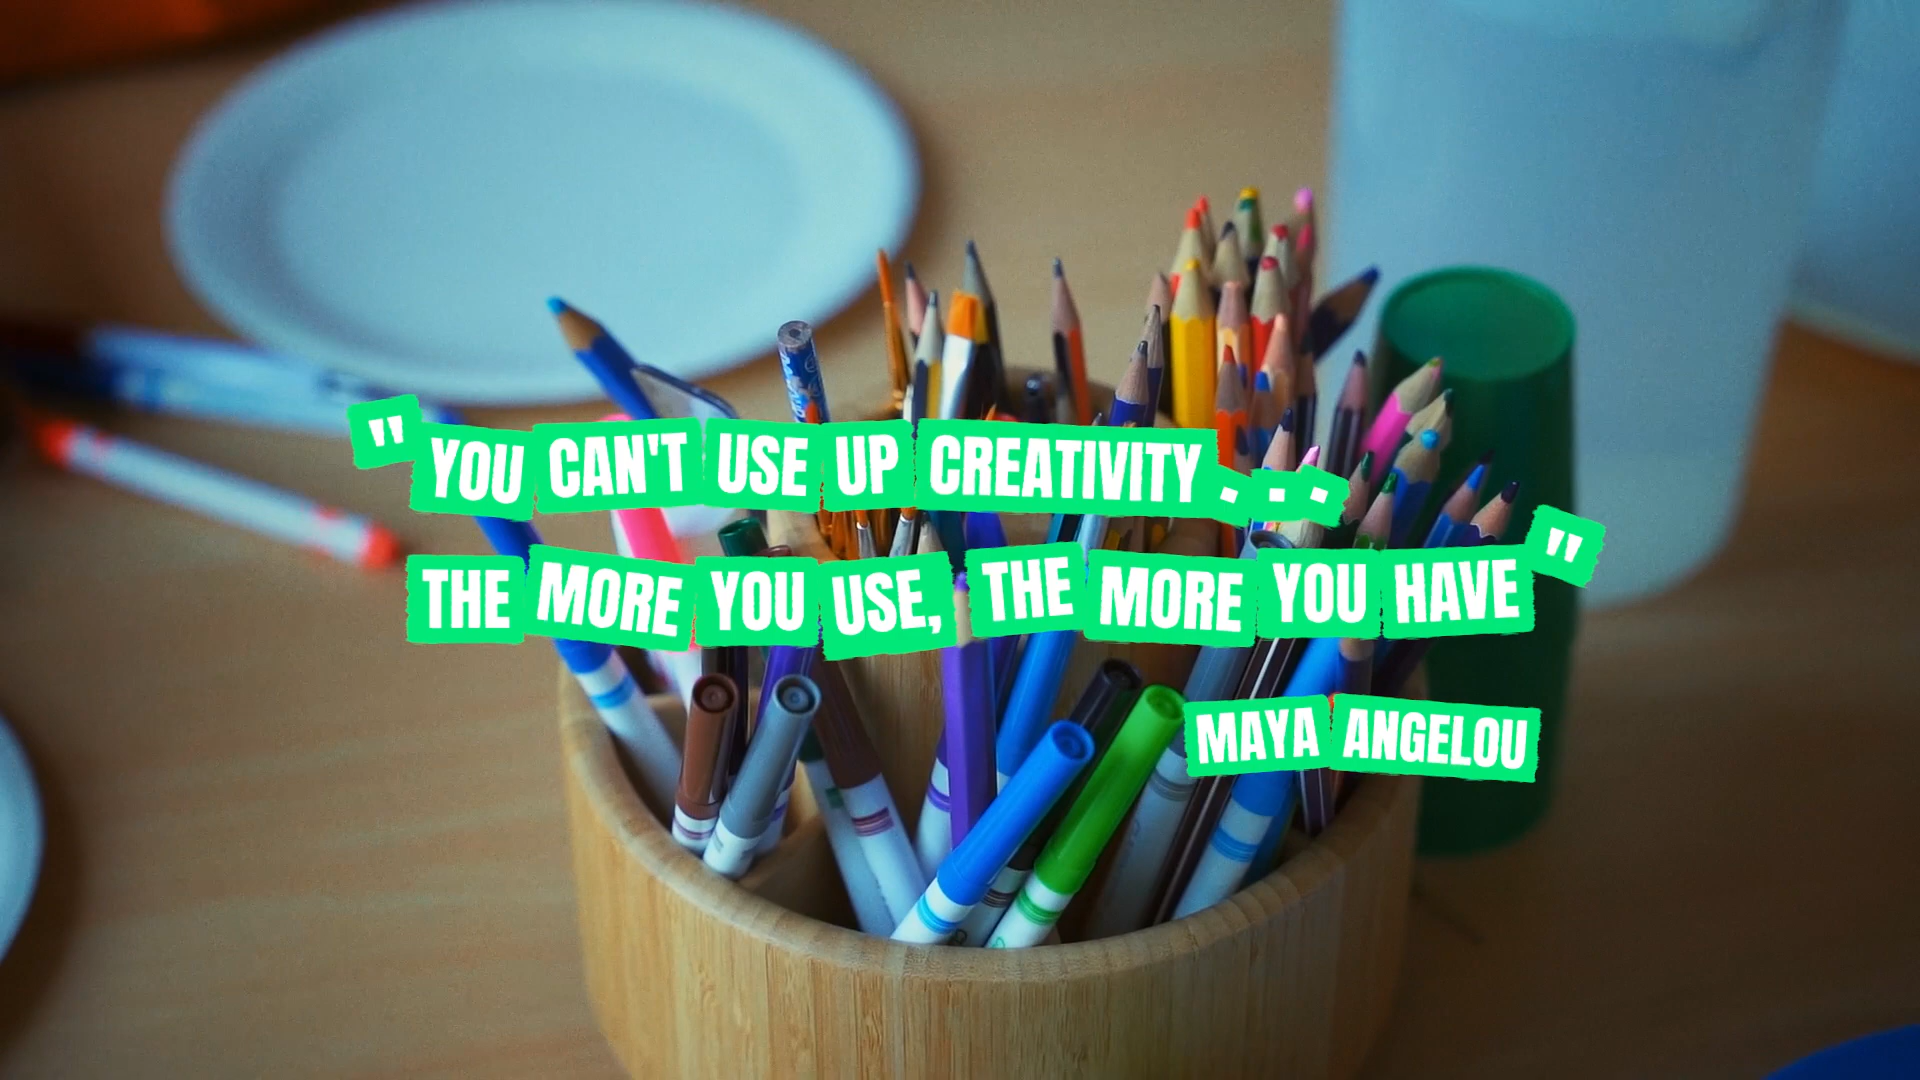 "YOU CAN'T USE UP CREATIVITY...
THE MORE YOU USE, THE MORE YOU HAVE"
MAYA ANGELOU